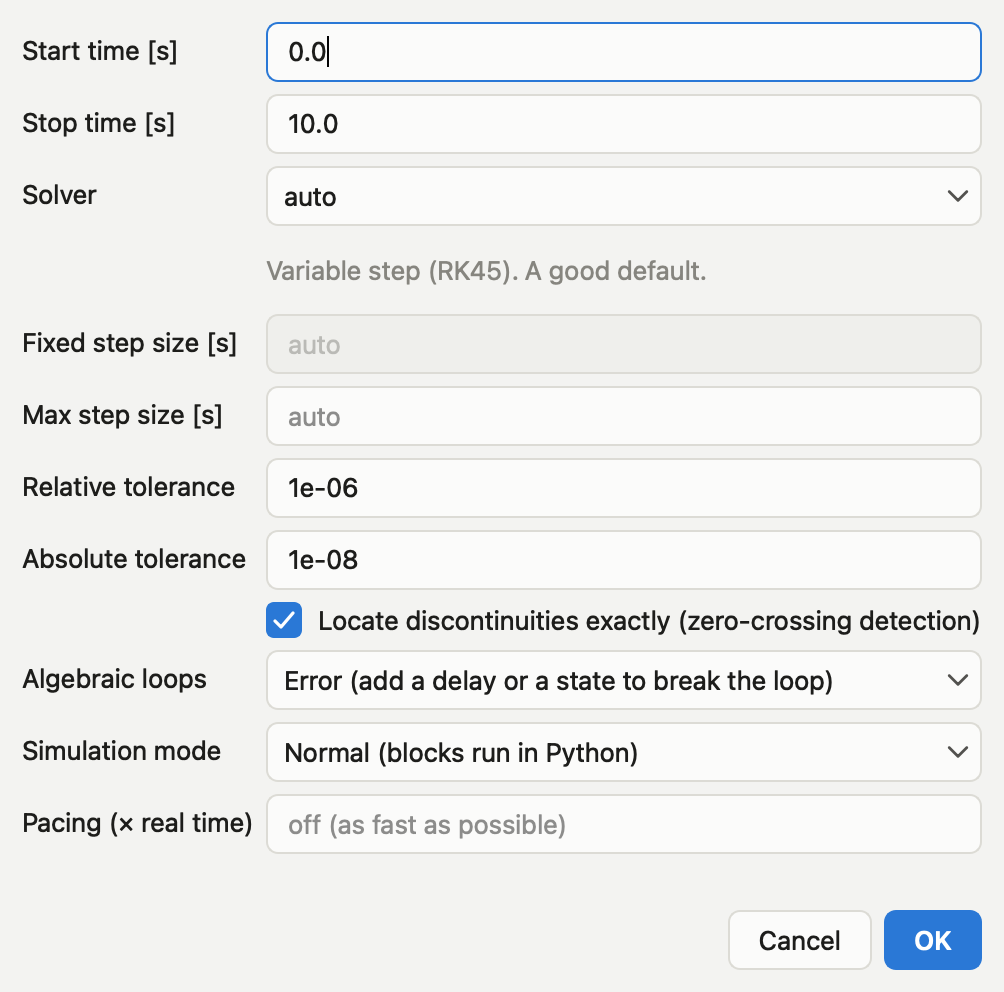 Start time [s] 0.0
Stop time [s] 10.0
Solver auto
Variable step (RK45). A good default.
Fixed step size [s] auto
Max step size [s] auto
Relative tolerance 1e-06
Absolute tolerance 1e-08
Locate discontinuities exactly (zero-crossing detection)
Algebraic loops Error (add a delay or a state to break the loop)
Simulation mode Normal (blocks run in Python)
Pacing (× real time) off (as fast as possible)
Cancel OK